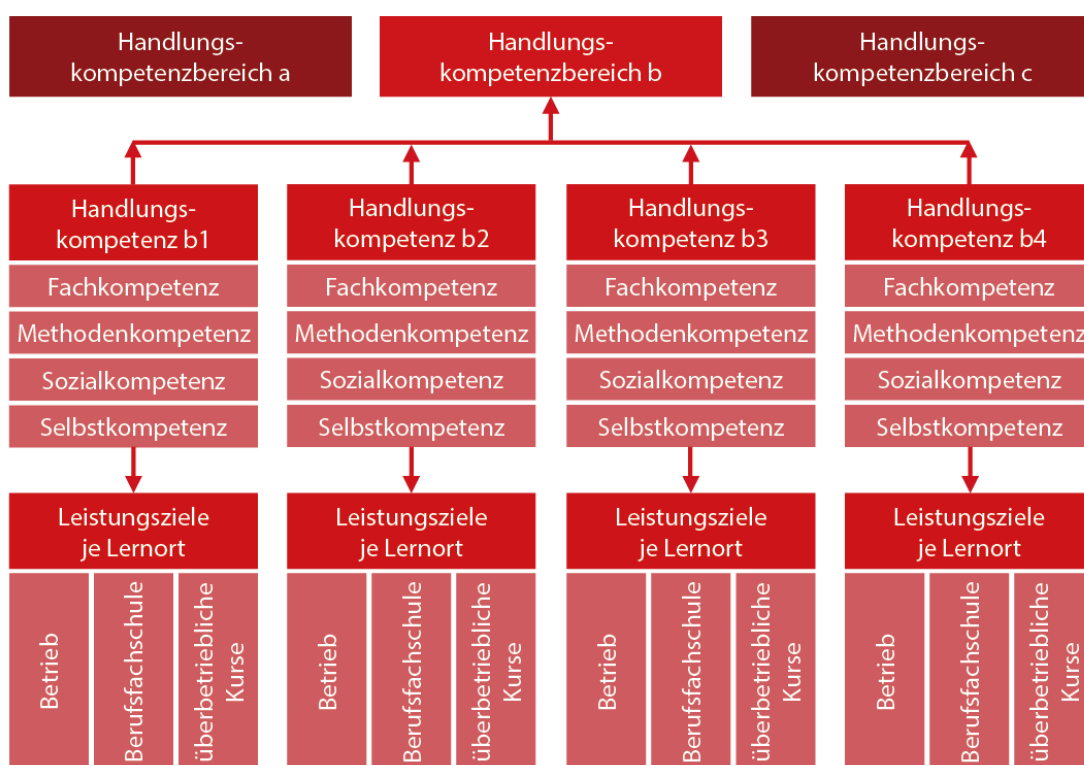 Handlungs-
kompetenzbereich a
Handlungs-
kompetenzbereich b
Handlungs-
kompetenzbereich c
Handlungs-
kompetenz b1
Fachkompetenz
Methodenkompetenz
Sozialkompetenz
Selbstkompetenz
Leistungsziele
je Lernort
Betrieb
Berufsfachschule
überbetriebliche
Kurse
Handlungs-
kompetenz b2
Fachkompetenz
Methodenkompetenz
Sozialkompetenz
Selbstkompetenz
Leistungsziele
je Lernort
Betrieb
Berufsfachschule
überbetriebliche
Kurse
Handlungs-
kompetenz b3
Fachkompetenz
Methodenkompetenz
Sozialkompetenz
Selbstkompetenz
Leistungsziele
je Lernort
Betrieb
Berufsfachschule
überbetriebliche
Kurse
Handlungs-
kompetenz b4
Fachkompetenz
Methodenkompetenz
Sozialkompetenz
Selbstkompetenz
Leistungsziele
je Lernort
Betrieb
Berufsfachschule
überbetriebliche
Kurse